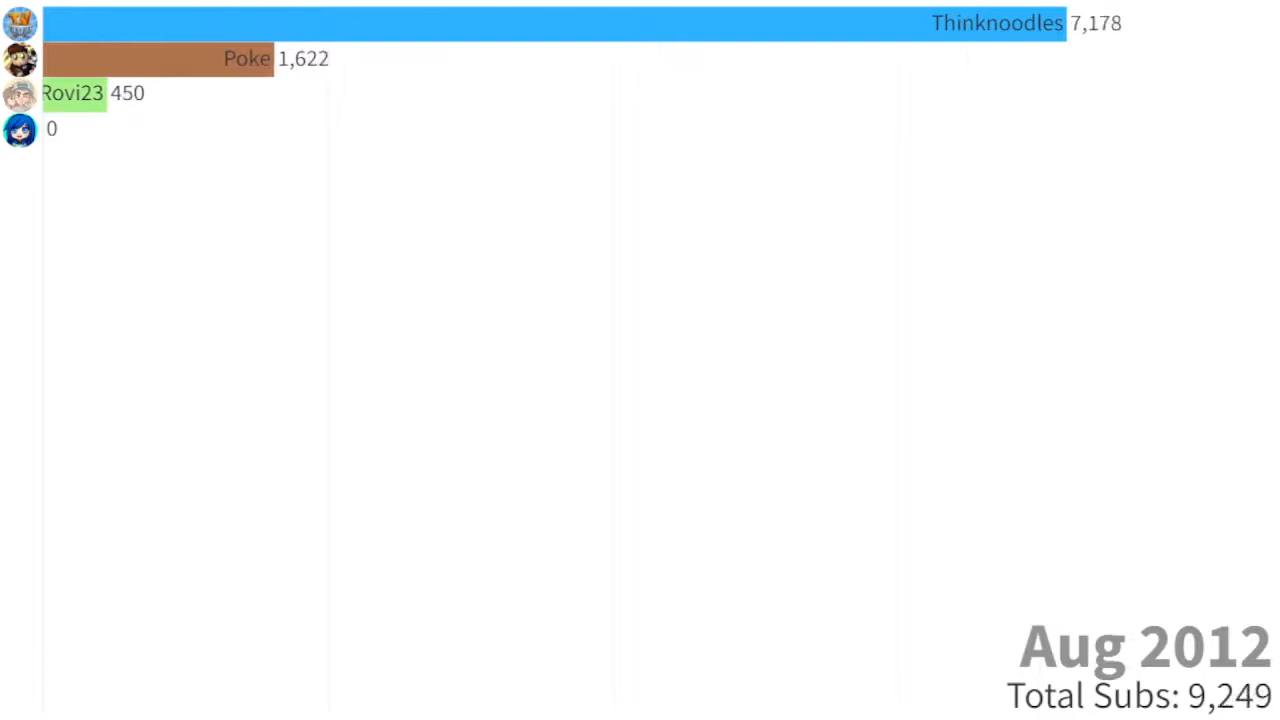 Thinknoodles 7,178
Poke 1,622
Rovi23 450
0
Aug 2012
Total Subs: 9,249